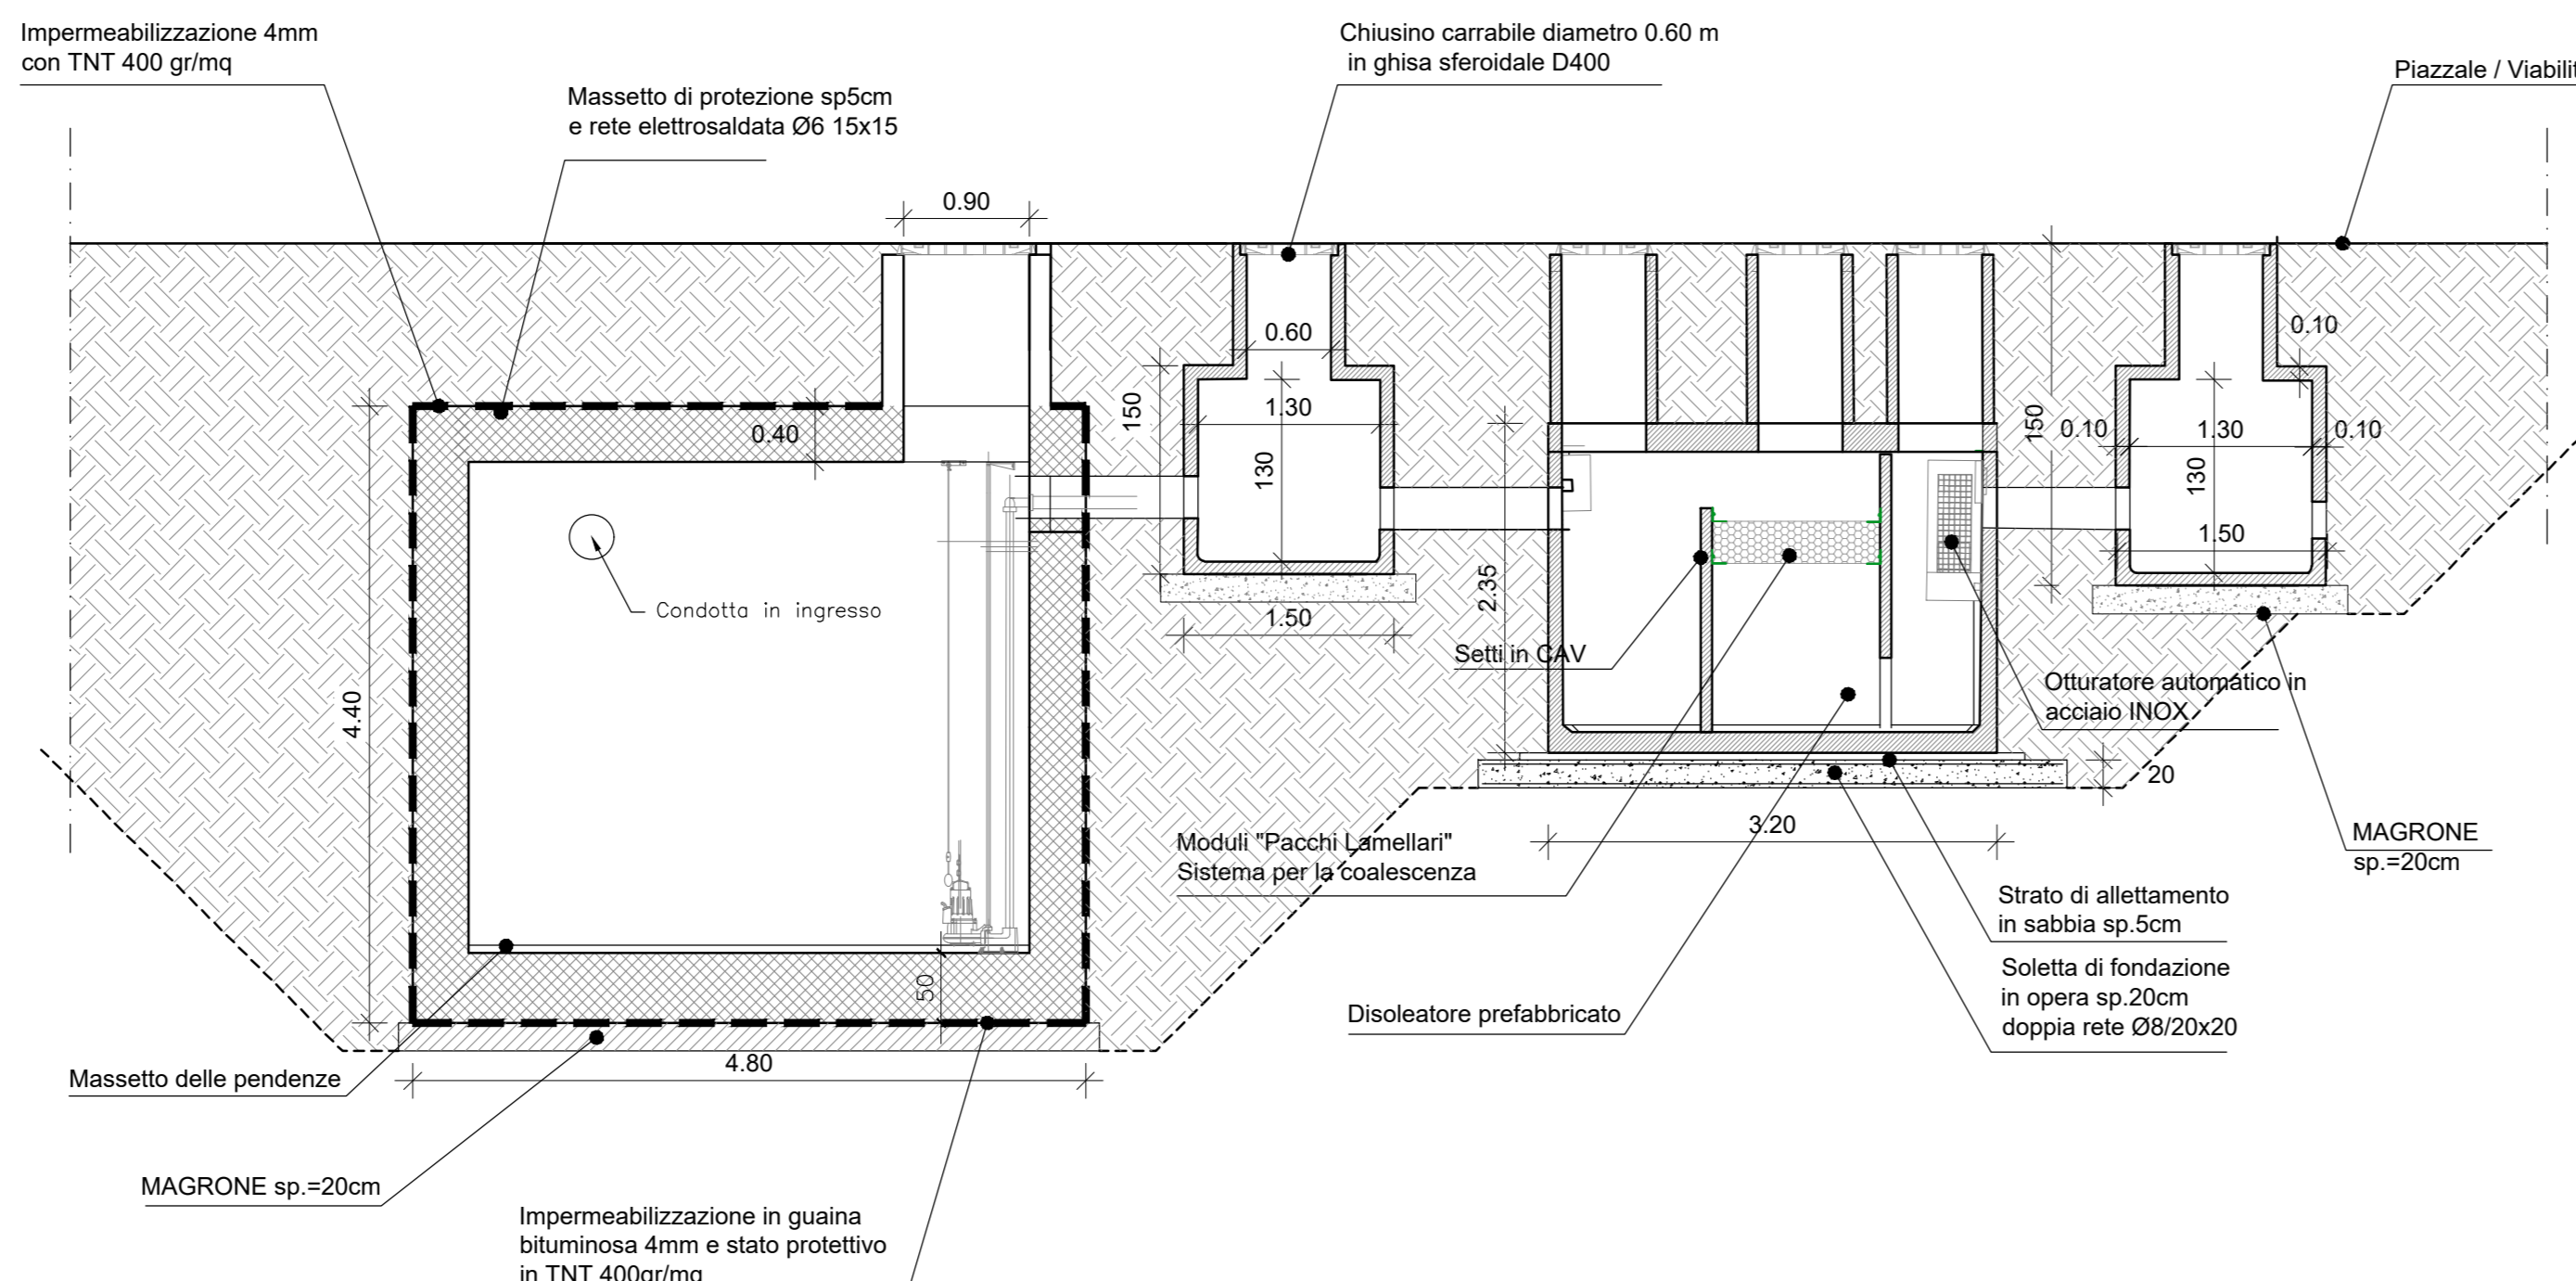 Impermeabilizzazione 4mm
con TNT 400 gr/mq
Massetto di protezione sp5cm
e rete elettrosaldata Ø6 15x15
Chiusino carrabile diametro 0.60 m
in ghisa sferoidale D400
Piazzale /
0.90
0.60
0.10
150
1.30
130
0.40
150
0.10
1.30
0.10
130
1.50
4.40
Condotta in ingresso
1.50
2.35
Setti in CAV
Otturatore automatico in
acciaio INOX
20
50
Moduli "Pacchi Lamellari"
Sistema per la coalescenza
3.20
MAGRONE
sp.=20cm
Strato di allettamento
in sabbia sp.5cm
Soletta di fondazione
in opera sp.20cm
doppia rete Ø8/20x20
Disoleatore prefabbricato
4.80
Massetto delle pendenze
MAGRONE sp.=20cm
Impermeabilizzazione in guaina
bituminosa 4mm e stato protettivo
in TNT 400gr/mq